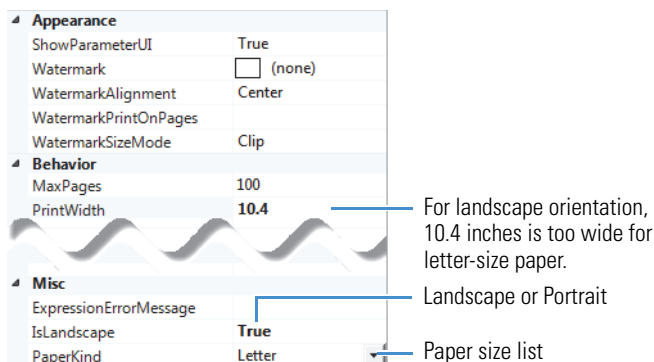 Appearance
ShowParameterUI True
Watermark (none)
WatermarkAlignment Center
WatermarkPrintOnPages
WatermarkSizeMode Clip
Behavior
MaxPages 100
PrintWidth 10.4
For landscape orientation,
10.4 inches is too wide for
letter-size paper.
Misc
Landscape or Portrait
ExpressionErrorMessage
IsLandscape True
PaperKind Letter
Paper size list